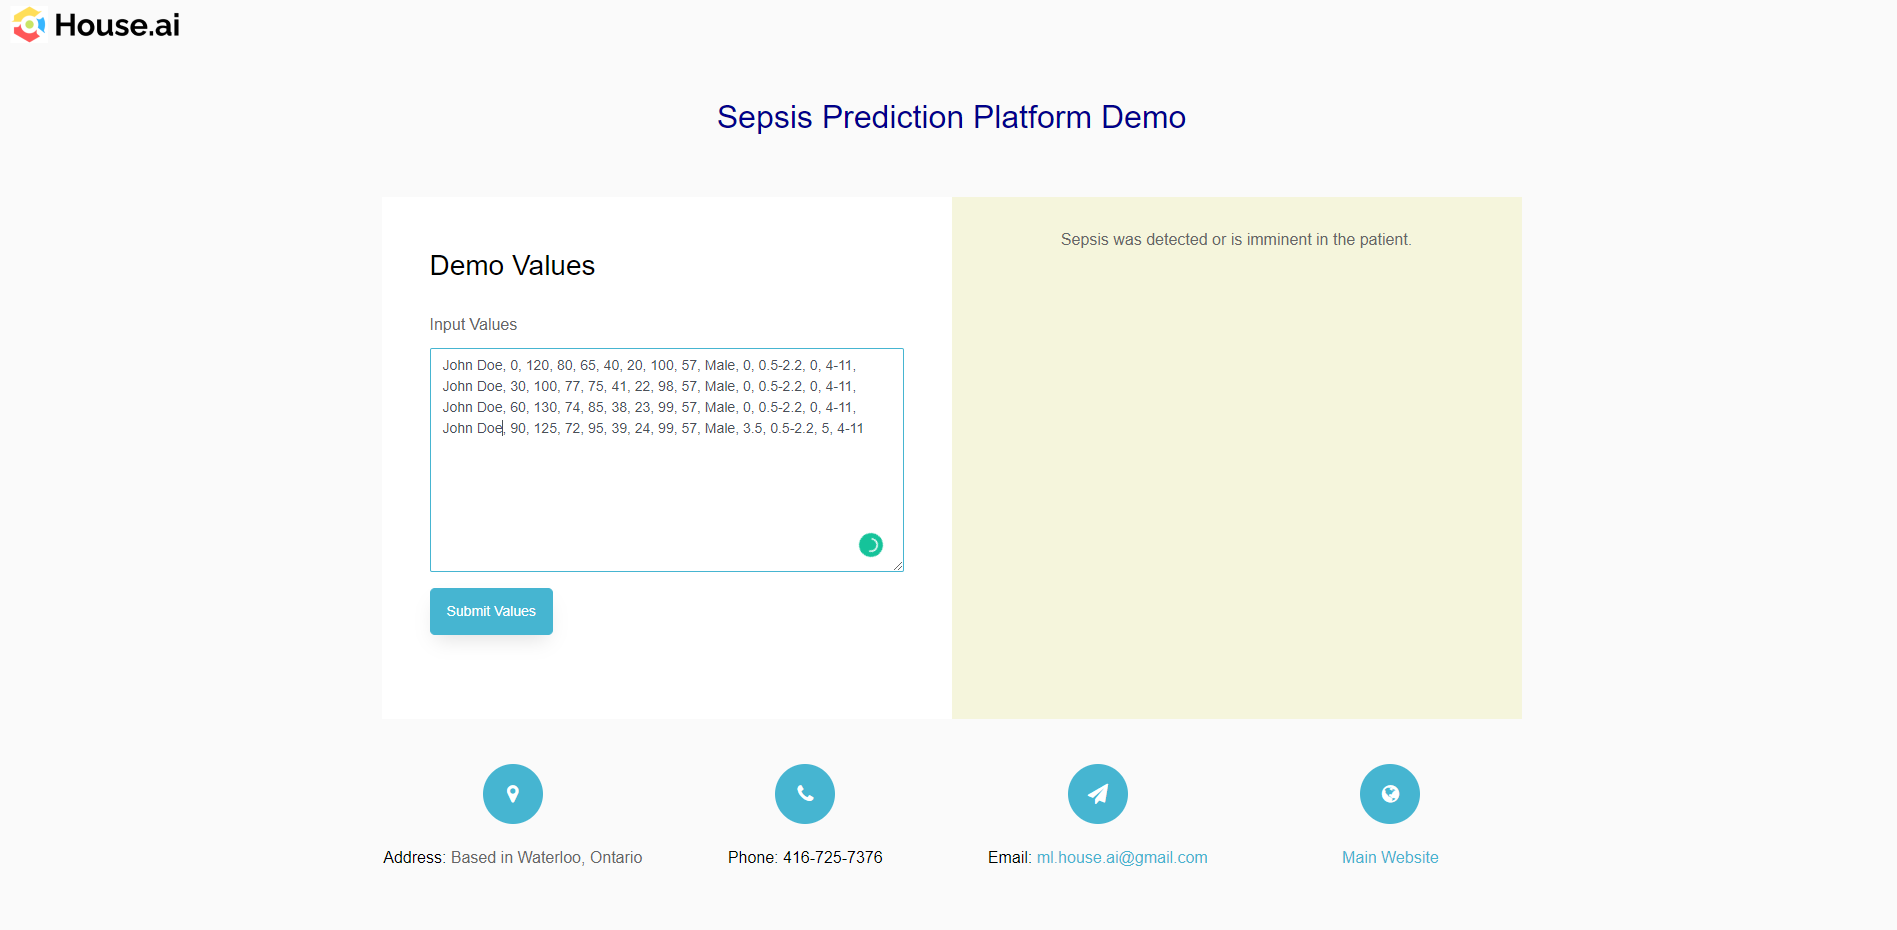 House.ai
Sepsis Prediction Platform Demo
Demo Values
Input Values
John Doe, 0, 120, 80, 65, 40, 20, 100, 57, Male, 0, 0.5-2.2, 0, 4-11,
John Doe, 30, 100, 77, 75, 41, 22, 98, 57, Male, 0, 0.5-2.2, 0, 4-11,
John Doe, 60, 130, 74, 85, 38, 23, 99, 57, Male, 0, 0.5-2.2, 0, 4-11,
John Doe, 90, 125, 72, 95, 39, 24, 99, 57, Male, 3.5, 0.5-2.2, 5, 4-11
Submit Values
Sepsis was detected or is imminent in the patient.
Address: Based in Waterloo, Ontario
Phone: 416-725-7376
Email: ml.house.ai@gmail.com
Main Website